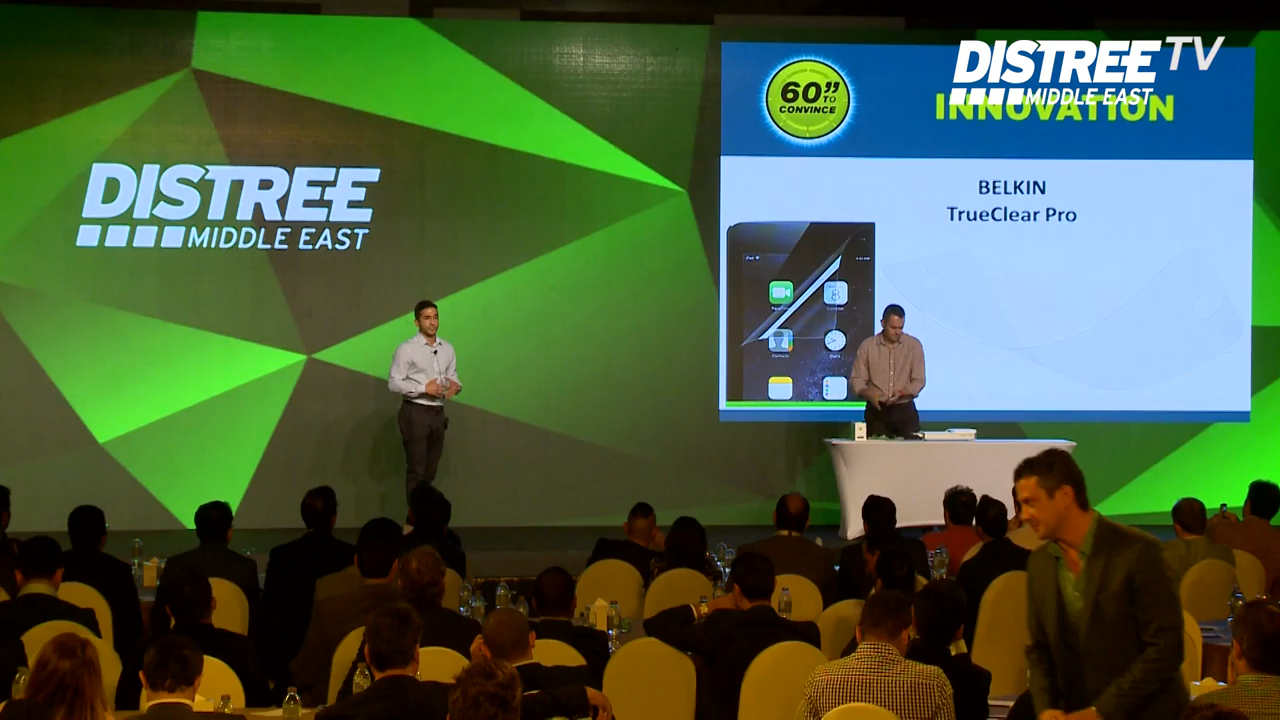 DISTREE
MIDDLE EAST
60”
TO
CONVINCE
DISTREE TV
MIDDLE EAST
INNOVATION
BELKIN
TrueClear Pro